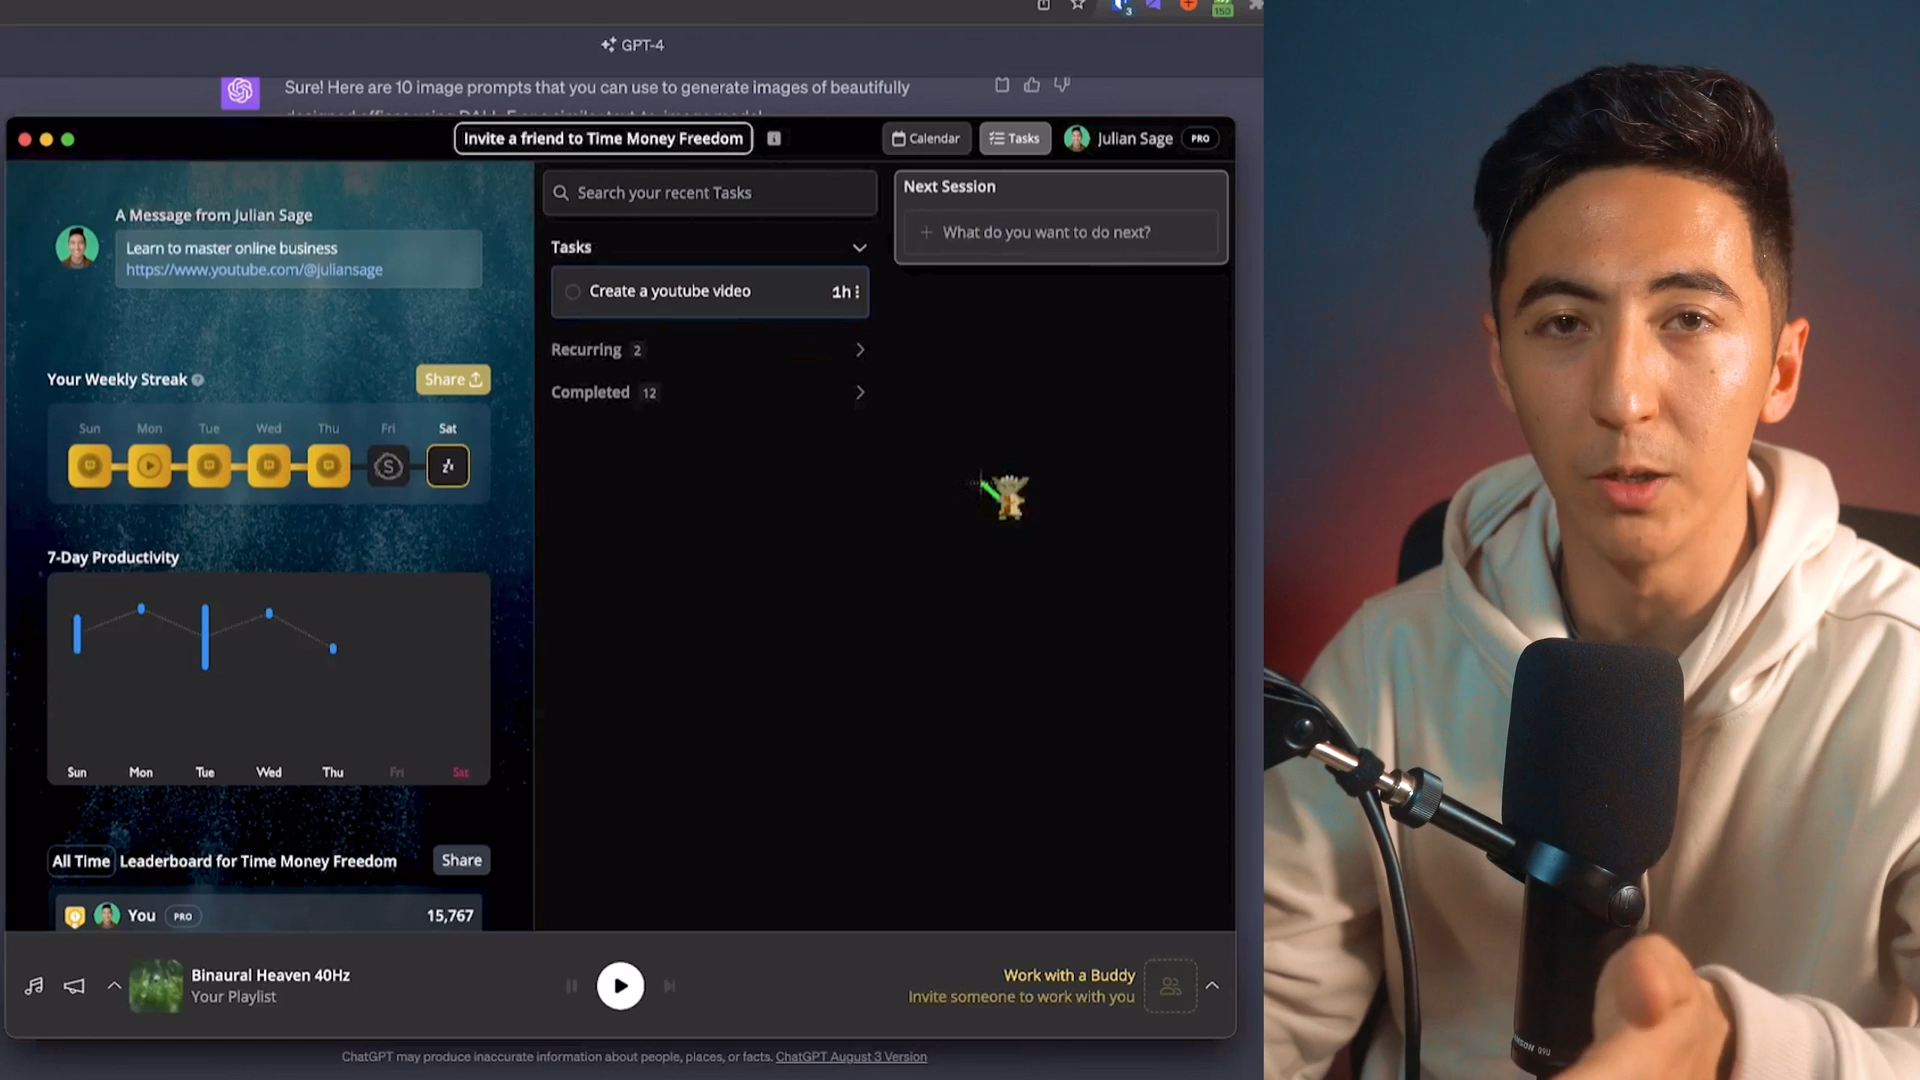 150
3
GPT-4
Sure! Here are 10 image prompts that you can use to generate images of beautifully
Invite a friend to Time Money Freedom
Calendar
Tasks
Julian Sage
PRO
A Message from Julian Sage
Learn to master online business
https://www.youtube.com/@juliansage
Search your recent Tasks
Next Session
+ What do you want to do next?
Tasks
Create a youtube video
1h
Recurring 2
Completed 12
Your Weekly Streak
Share
Sun Mon Tue Wed Thu Fri Sat
7-Day Productivity
Sun Mon Tue Wed Thu Fri Sat
All Time
Leaderboard for Time Money Freedom
Share
You
PRO
15,767
Binaural Heaven 40Hz
Your Playlist
Work with a Buddy
Invite someone to work with you
ChatGPT may produce inaccurate information about people, places, or facts. ChatGPT August 3 Version